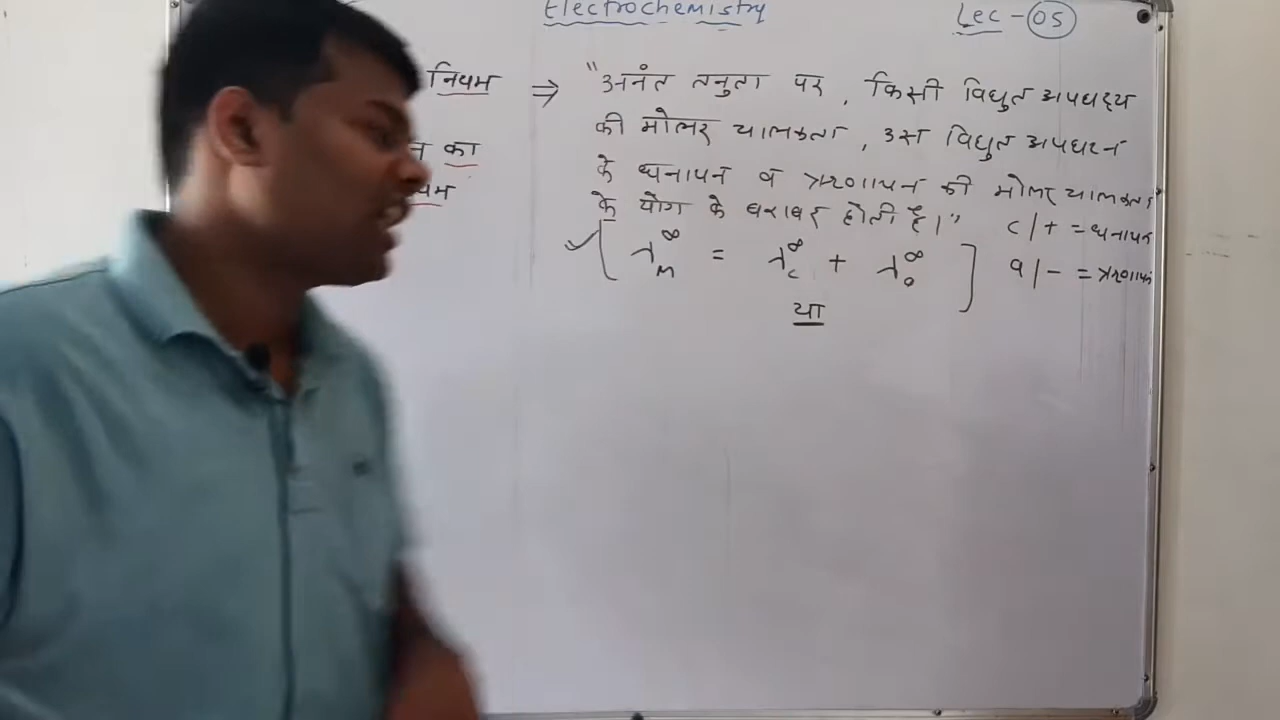 Electrochemistry
Lec - 05
नियम ⇒ "अनंत तनुता पर, किसी विद्युत अपघट्य
की मोलर चालकता, उस विद्युत अपघटन
का
के धनायन व ऋणायन की मोलर चालकता
के योग के बराबर होती है।"
c/+ = धनायन
λ∞M = λ∞c + λ∞a
a/- = ऋणायन
या